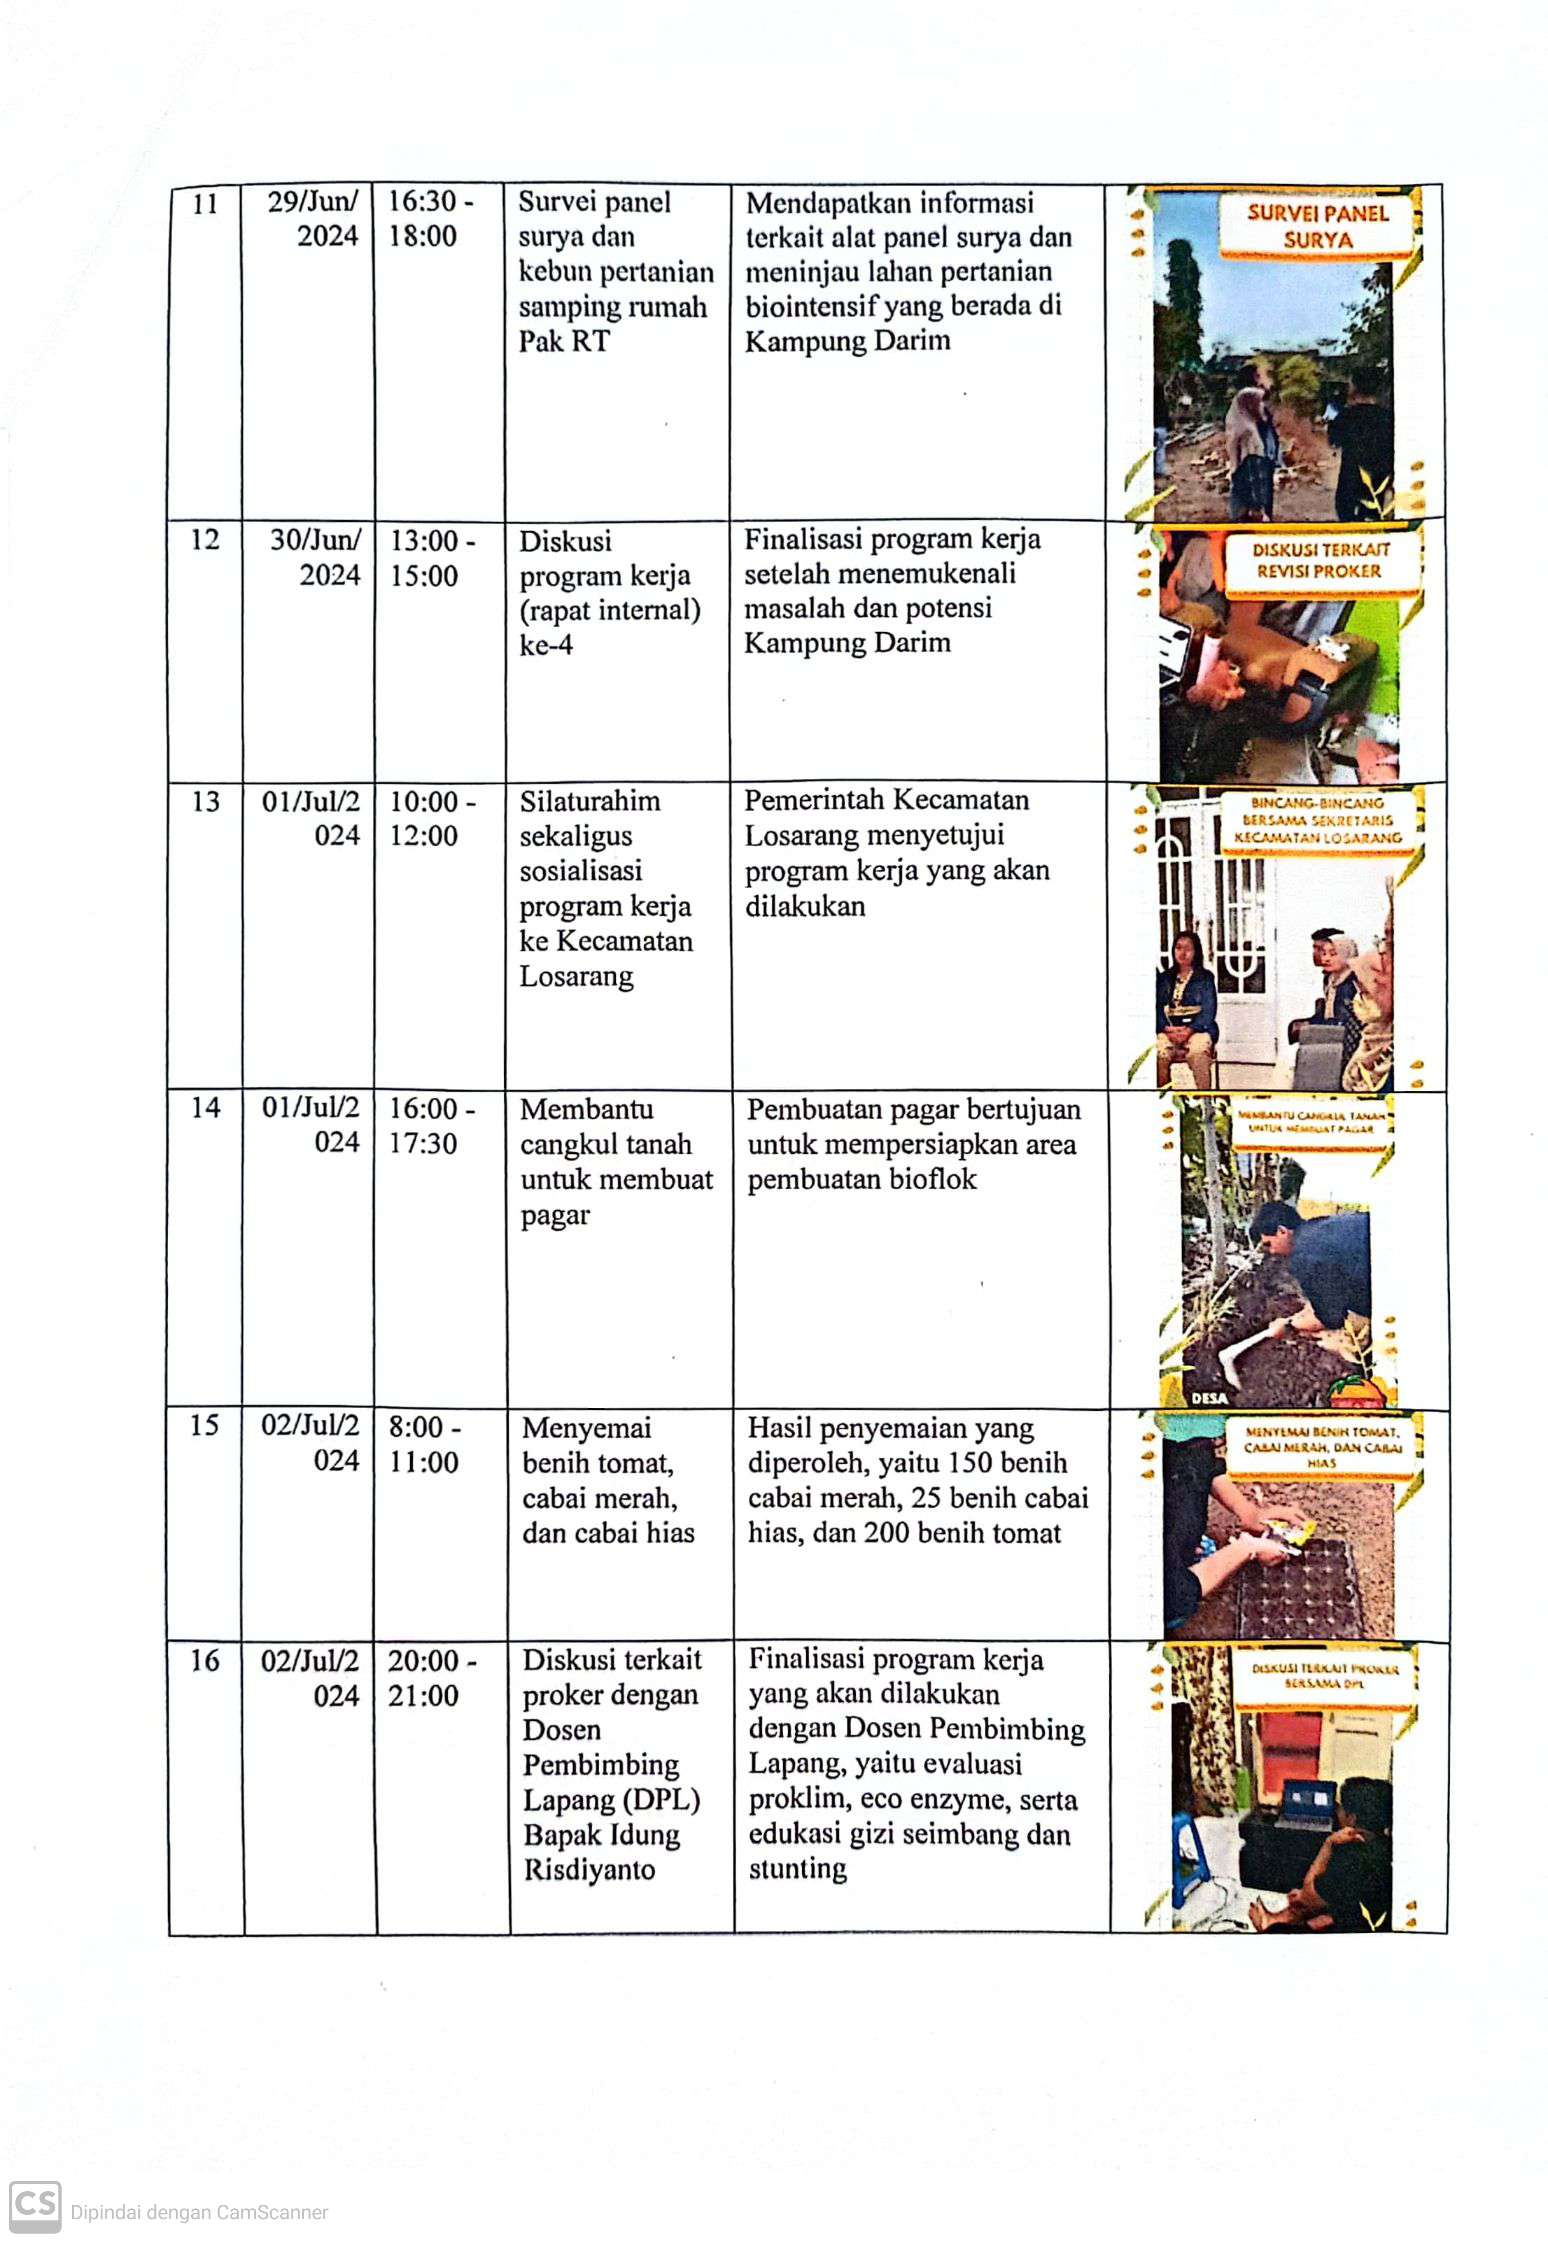 11
29/Jun/
2024
16:30 -
18:00
Survei panel
surya dan
kebun pertanian
samping rumah
Pak RT
Mendapatkan informasi
terkait alat panel surya dan
meninjau lahan pertanian
biointensif yang berada di
Kampung Darim
SURVEI PANEL
SURYA
12
30/Jun/
2024
13:00 -
15:00
Diskusi
program kerja
(rapat internal)
ke-4
Finalisasi program kerja
setelah menemukenali
masalah dan potensi
Kampung Darim
DISKUSI TERKAIT
REVISI PROKER
13
01/Jul/2
024
10:00 -
12:00
Silaturahim
sekaligus
sosialisasi
program kerja
ke Kecamatan
Losarang
Pemerintah Kecamatan
Losarang menyetujui
program kerja yang akan
dilakukan
BINCANG-BINCANG
BERSAMA SEKRETARIS
KECAMATAN LOSARANG
14
01/Jul/2
024
16:00 -
17:30
Membantu
cangkul tanah
untuk membuat
pagar
Pembuatan pagar bertujuan
untuk mempersiapkan area
pembuatan bioflok
MEMBANTU CANGKUL TANAH
UNTUK MEMBUAT PAGAR
DESA
15
02/Jul/2
024
8:00 -
11:00
Menyemai
benih tomat,
cabai merah,
dan cabai hias
Hasil penyemaian yang
diperoleh, yaitu 150 benih
cabai merah, 25 benih cabai
hias, dan 200 benih tomat
MENYEMAI BENIH TOMAT,
CABAI MERAH, DAN CABAI
HIAS
16
02/Jul/2
024
20:00 -
21:00
Diskusi terkait
proker dengan
Dosen
Pembimbing
Lapang (DPL)
Bapak Idung
Risdiyanto
Finalisasi program kerja
yang akan dilakukan
dengan Dosen Pembimbing
Lapang, yaitu evaluasi
proklim, eco enzyme, serta
edukasi gizi seimbang dan
stunting
DISKUSI TERKAIT PROKER
BERSAMA DPL
CS Dipindai dengan CamScanner